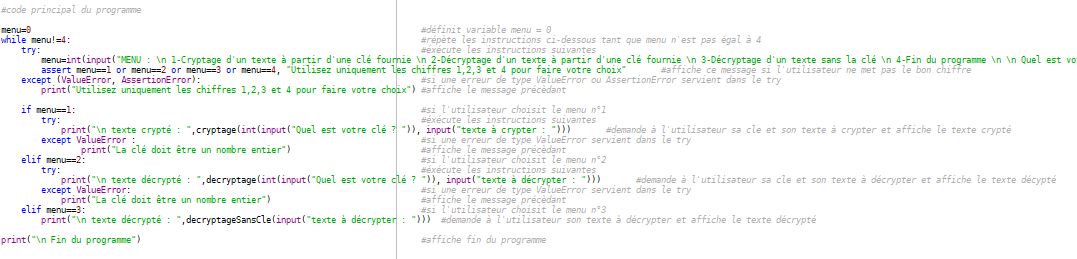 #code principal du programme
menu=0 #définit variable menu = 0
while menu!=4: #répète les instructions ci-dessous tant que menu n'est pas égal à 4
try: #éxécute les instructions suivantes
menu=int(input("MENU : \n 1-Cryptage d'un texte à partir d'une clé fournie \n 2-Décryptage d'un texte à partir d'une clé fournie \n 3-Décryptage d'un texte sans la clé \n 4-Fin du programme \n \n Quel est vo
assert menu==1 or menu==2 or menu==3 or menu==4, "Utilisez uniquement les chiffres 1,2,3 et 4 pour faire votre choix" #affiche ce message si l'utilisateur ne met pas le bon chiffre
except (ValueError, AssertionError): #si une erreur de type ValueError ou AssertionError servient dans le try
print("Utilisez uniquement les chiffres 1,2,3 et 4 pour faire votre choix") #affiche le message précédant
if menu==1: #si l'utilisateur choisit le menu n°1
try: #éxécute les instructions suivantes
print("\n texte crypté : ",cryptage(int(input("Quel est votre clé ? ")), input("texte à crypter : "))) #demande à l'utilisateur sa cle et son texte à crypter et affiche le texte crypté
except ValueError : #si une erreur de type ValueError servient dans le try
print("La clé doit être un nombre entier") #affiche le message précédant
elif menu==2: #si l'utilisateur choisit le menu n°2
try: #éxécute les instructions suivantes
print("\n texte décrypté : ",decryptage(int(input("Quel est votre clé ? ")), input("texte à décrypter : "))) #demande à l'utilisateur sa cle et son texte à décrypter et affiche le texte décypté
except ValueError: #si une erreur de type ValueError servient dans le try
print("La clé doit être un nombre entier") #affiche le message précédant
elif menu==3: #si l'utilisateur choisit le menu n°3
print("\n texte décrypté : ",decryptageSansCle(input("texte à décrypter : "))) #demande à l'utilisateur son texte à décrypter et affiche le texte décrypté
print("\n Fin du programme") #affiche fin du programme